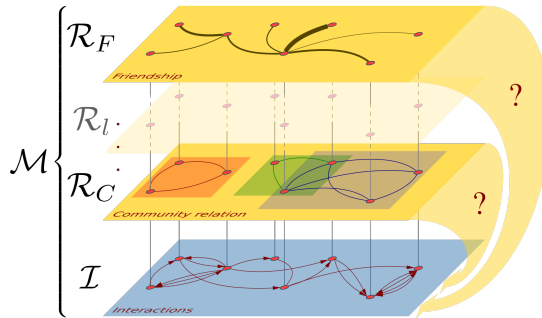 R_F
Friendship
?
R_l
M
R_C
?
Community relation
I
Interactions